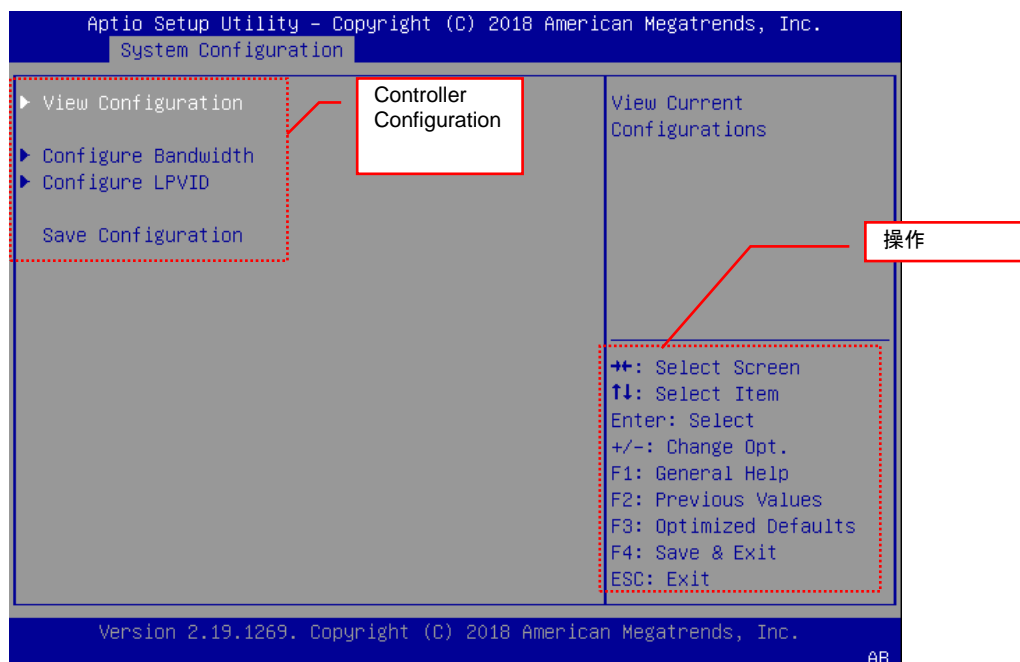 Aptio Setup Utility – Copyright (C) 2018 American Megatrends, Inc.
System Configuration
View Configuration
Configure Bandwidth
Configure LPVID
Save Configuration
Controller
Configuration
View Current
Configurations
操作
→←: Select Screen
↑↓: Select Item
Enter: Select
+/-: Change Opt.
F1: General Help
F2: Previous Values
F3: Optimized Defaults
F4: Save & Exit
ESC: Exit
Version 2.19.1269. Copyright (C) 2018 American Megatrends, Inc.
AB